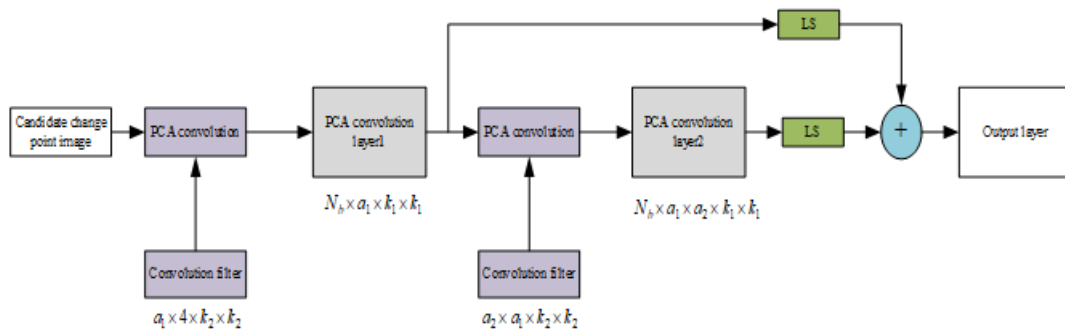 LS
Candidate change
point image
PCA convolution
PCA convolution
layer1
PCA convolution
PCA convolution
layer2
LS
+
Output layer
N_b × a_1 × k_1 × k_1
N_b × a_1 × a_2 × k_1 × k_1
Convolution filter
Convolution filter
a_1 × 4 × k_2 × k_2
a_2 × a_1 × k_2 × k_2